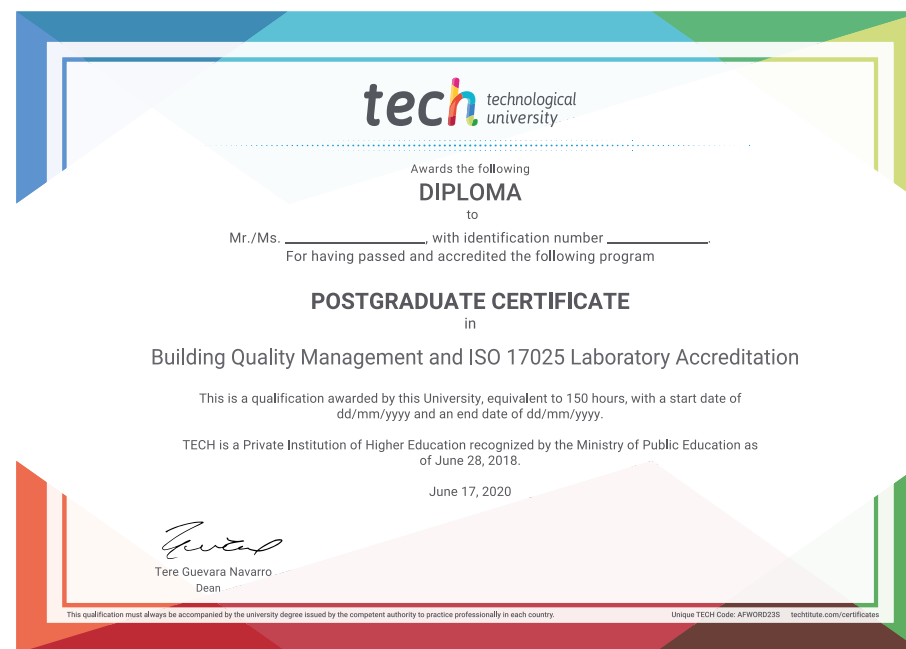 tech technological
university
Awards the following
DIPLOMA
to
Mr./Ms. ____________________, with identification number ______________.
For having passed and accredited the following program
POSTGRADUATE CERTIFICATE
in
Building Quality Management and ISO 17025 Laboratory Accreditation
This is a qualification awarded by this University, equivalent to 150 hours, with a start date of
dd/mm/yyyy and an end date of dd/mm/yyyy.
TECH is a Private Institution of Higher Education recognized by the Ministry of Public Education as
of June 28, 2018.
June 17, 2020
Tere Guevara Navarro
Dean
This qualification must always be accompanied by the university degree issued by the competent authority to practice professionally in each country. Unique TECH Code: AFWORD23S techtitute.com/certificates